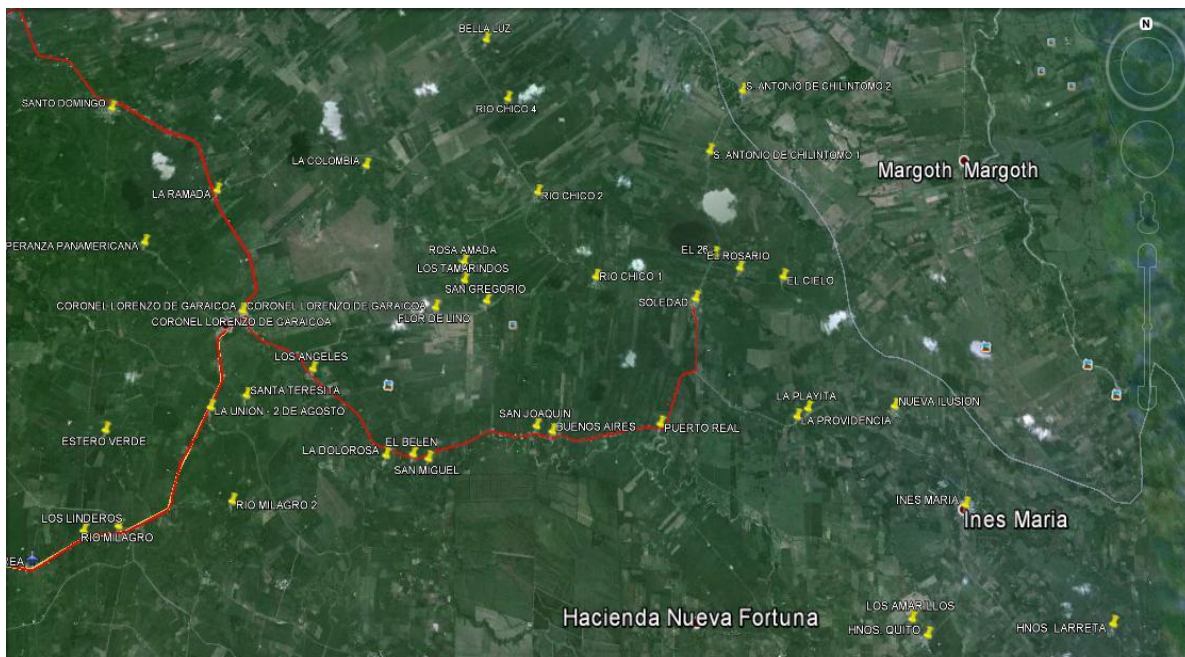 N
BELLA LUZ
S. ANTONIO DE CHILINTOMO 2
SANTO DOMINGO
RIO CHICO 4
S. ANTONIO DE CHILINTOMO 1
LA COLOMBIA
Margoth Margoth
LA RAMADA
RIO CHICO 2
PERANZA PANAMERICANA
ROSA AMADA
EL 26
EL ROSARIO
LOS TAMARINDOS
RIO CHICO 1
EL CIELO
SAN GREGORIO
SOLEDAD
CORONEL LORENZO DE GARAICOA
CORONEL LORENZO DE GARAICOA
FLOR DE LINO
CORONEL LORENZO DE GARAICOA
LOS ANGELES
SANTA TERESITA
LA PLAYITA
NUEVA ILUSION
LA UNION - 2 DE AGOSTO
SAN JOAQUIN
LA PROVIDENCIA
BUENOS AIRES
PUERTO REAL
ESTERO VERDE
EL BELEN
LA DOLOROSA
SAN MIGUEL
RIO MILAGRO 2
INES MARIA
Ines Maria
LOS LINDEROS
RIO MILAGRO
REA
LOS AMARILLOS
Hacienda Nueva Fortuna
HNOS. QUITO
HNOS LARRETA